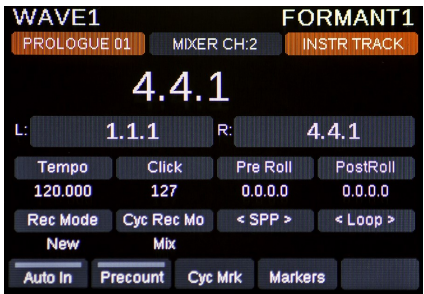 WAVE1 FORMANT1
PROLOGUE 01 MIXER CH:2 INSTR TRACK
4.4.1
L: 1.1.1 R: 4.4.1
Tempo Click Pre Roll PostRoll
120.000 127 0.0.0.0 0.0.0.0
Rec Mode Cyc Rec Mo < SPP > < Loop >
New Mix
Auto In Precount Cyc Mrk Markers